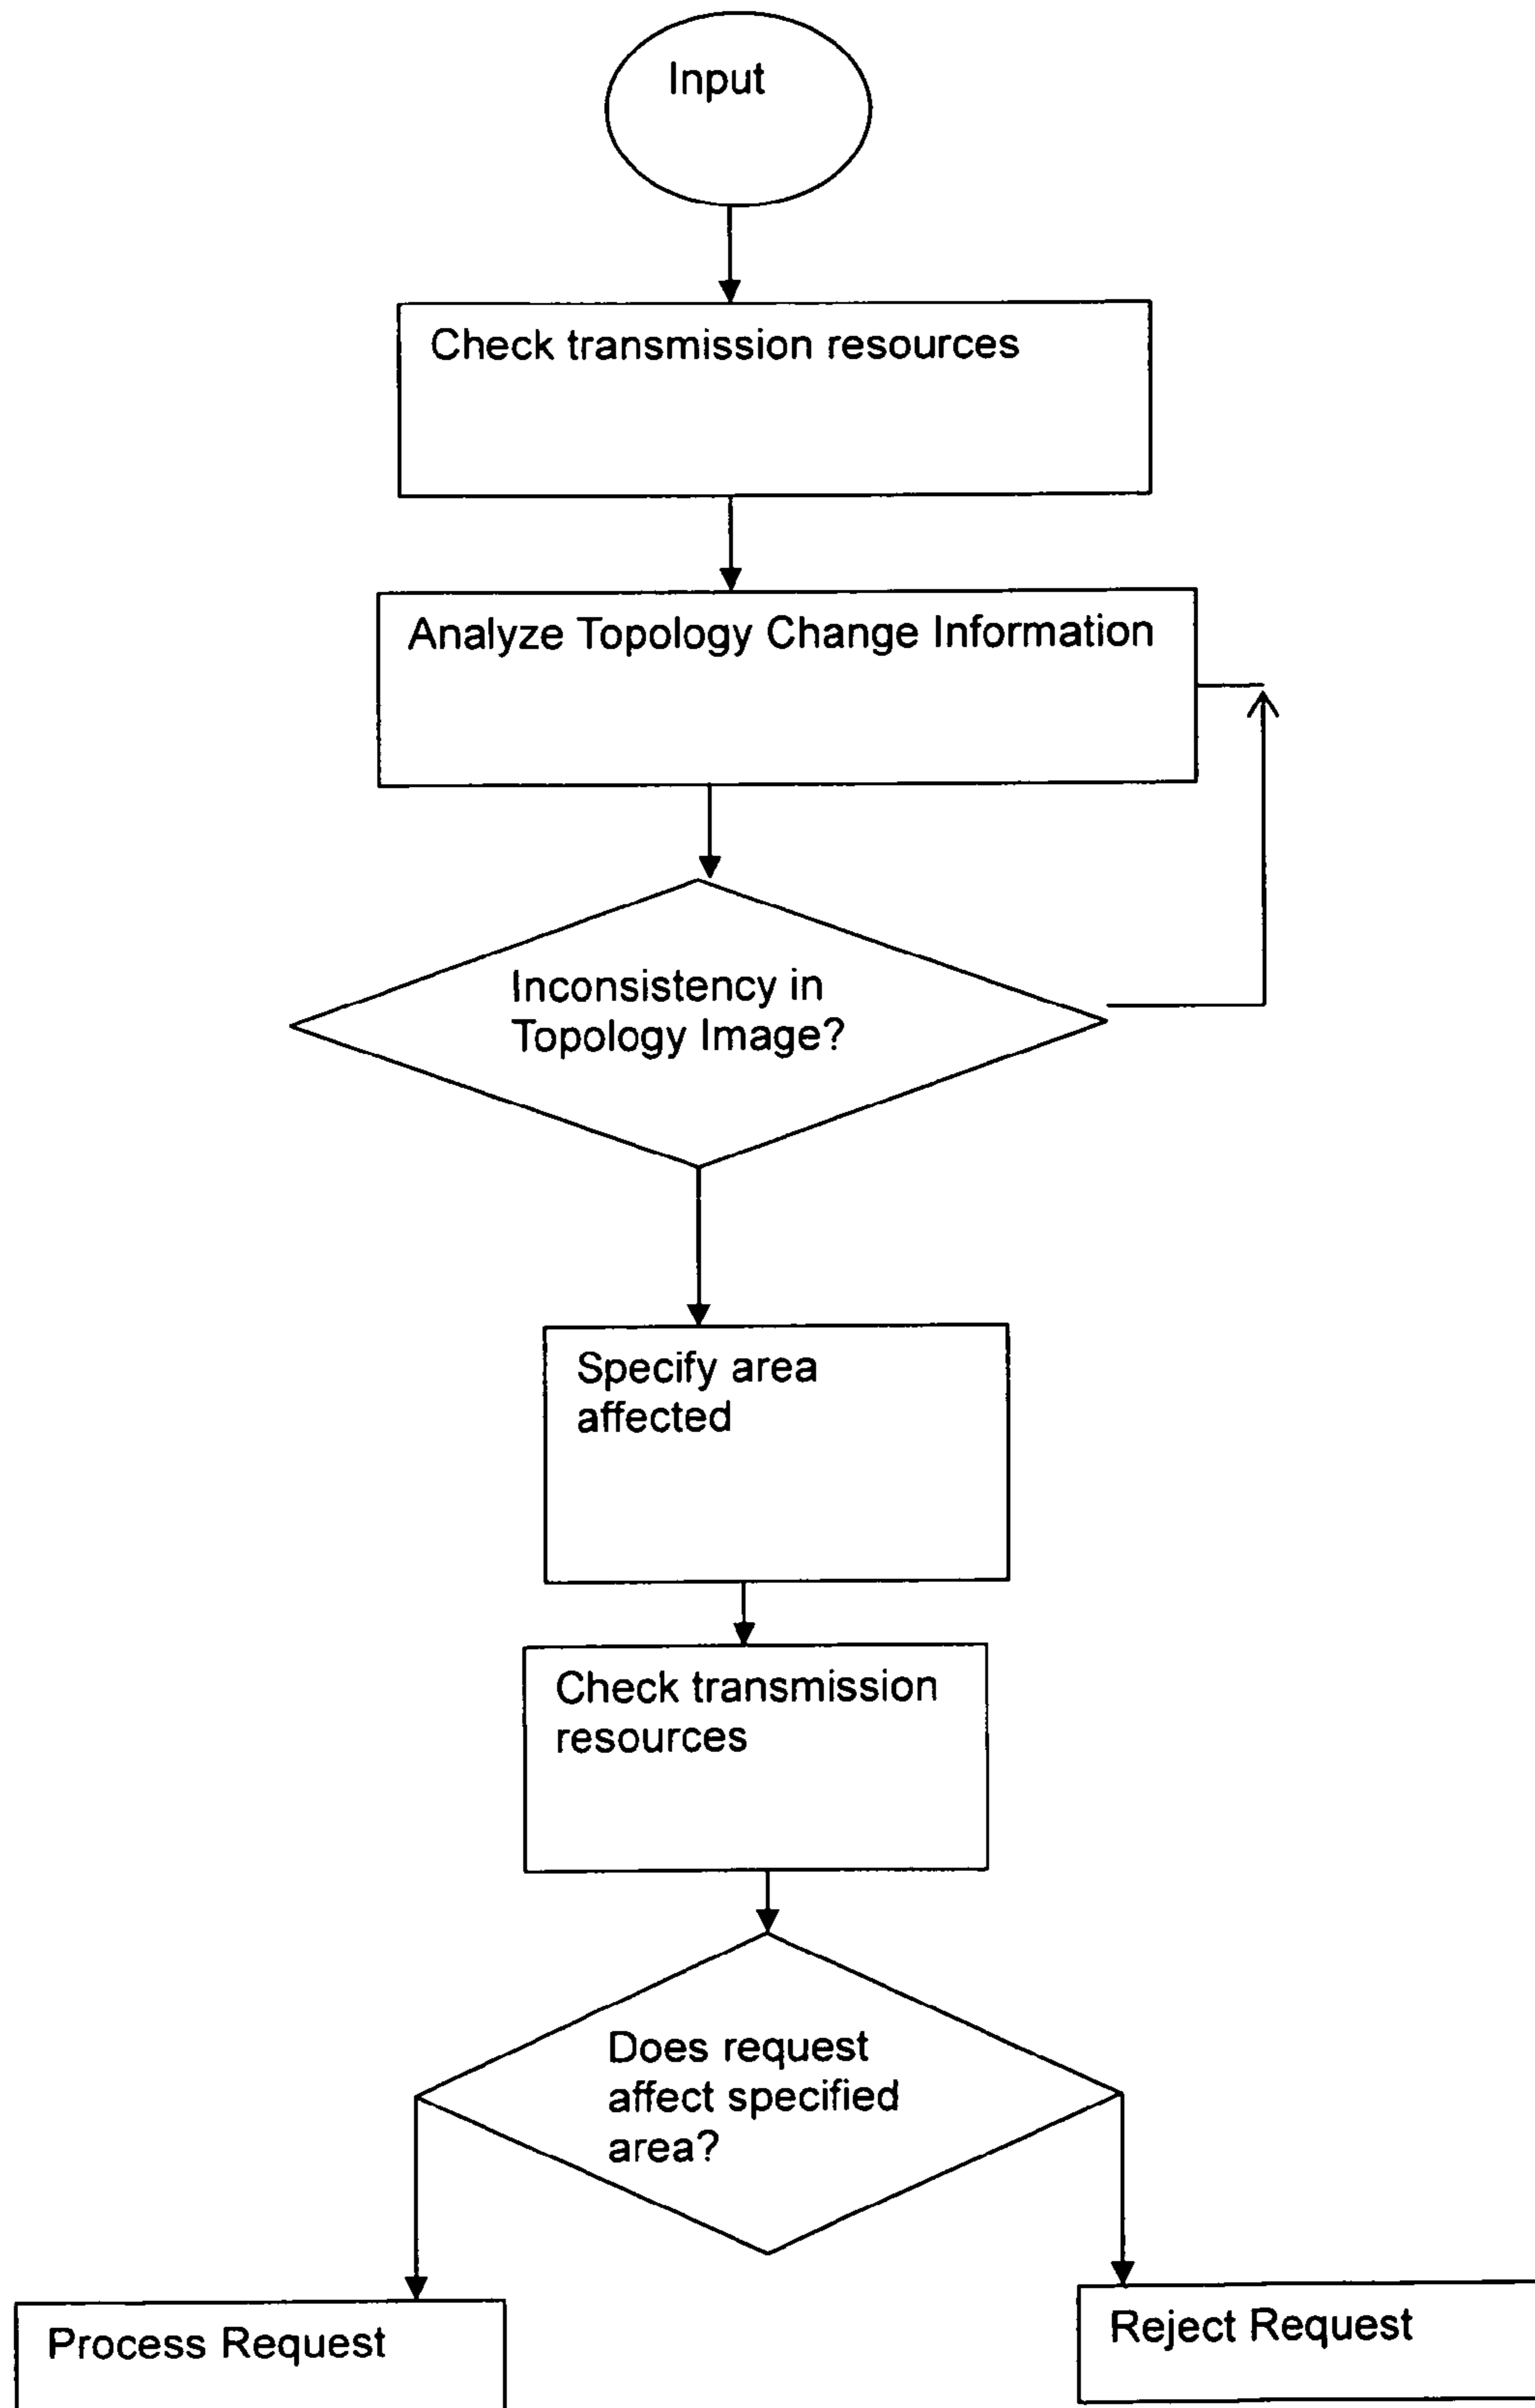 Input
Check transmission resources
Analyze Topology Change Information
Inconsistency in
Topology Image?
Specify area
affected
Check transmission
resources
Does request
affect specified
area?
Process Request
Reject Request